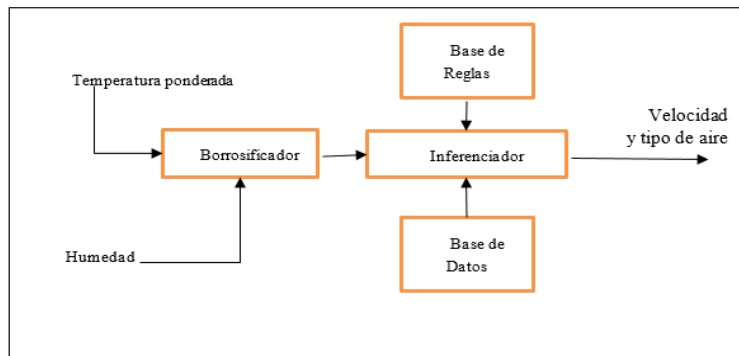 Base de
Reglas
Temperatura ponderada
Velocidad
y tipo de aire
Borrosificador
Inferenciador
Humedad
Base de
Datos